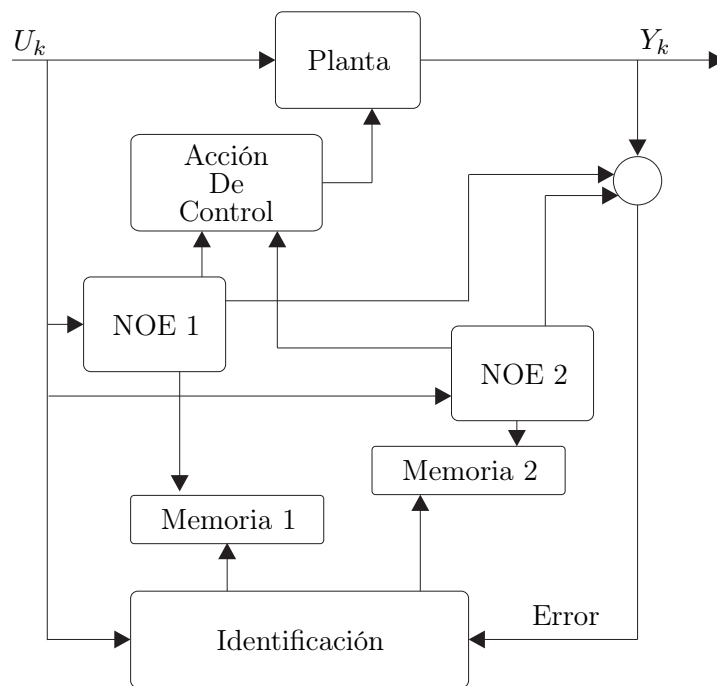 U_k
Y_k
Planta
Acción
De
Control
NOE 1
NOE 2
Memoria 2
Memoria 1
Error
Identificación